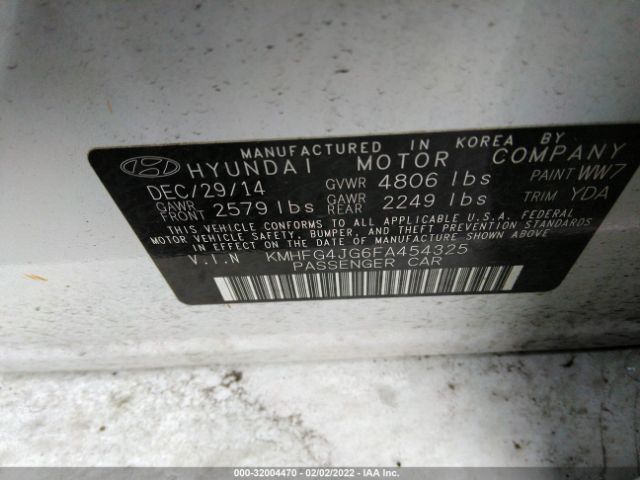 MANUFACTURED IN KOREA BY
HYUNDAI MOTOR COMPANY
DEC/29/14 GVWR 4806 lbs PAINT WW7
GAWR FRONT 2579 lbs GAWR REAR 2249 lbs TRIM YDA
THIS VEHICLE CONFORMS TO ALL APPLICABLE U.S.A. FEDERAL
MOTOR VEHICLE SAFETY, BUMPER, AND THEFT PREVENTION STANDARDS
IN EFFECT ON THE DATE OF MANUFACTURE SHOWN ABOVE
V.I.N KMHFG4JG6FA454325
PASSENGER CAR
000-32004470 - 02/02/2022 - IAA Inc.